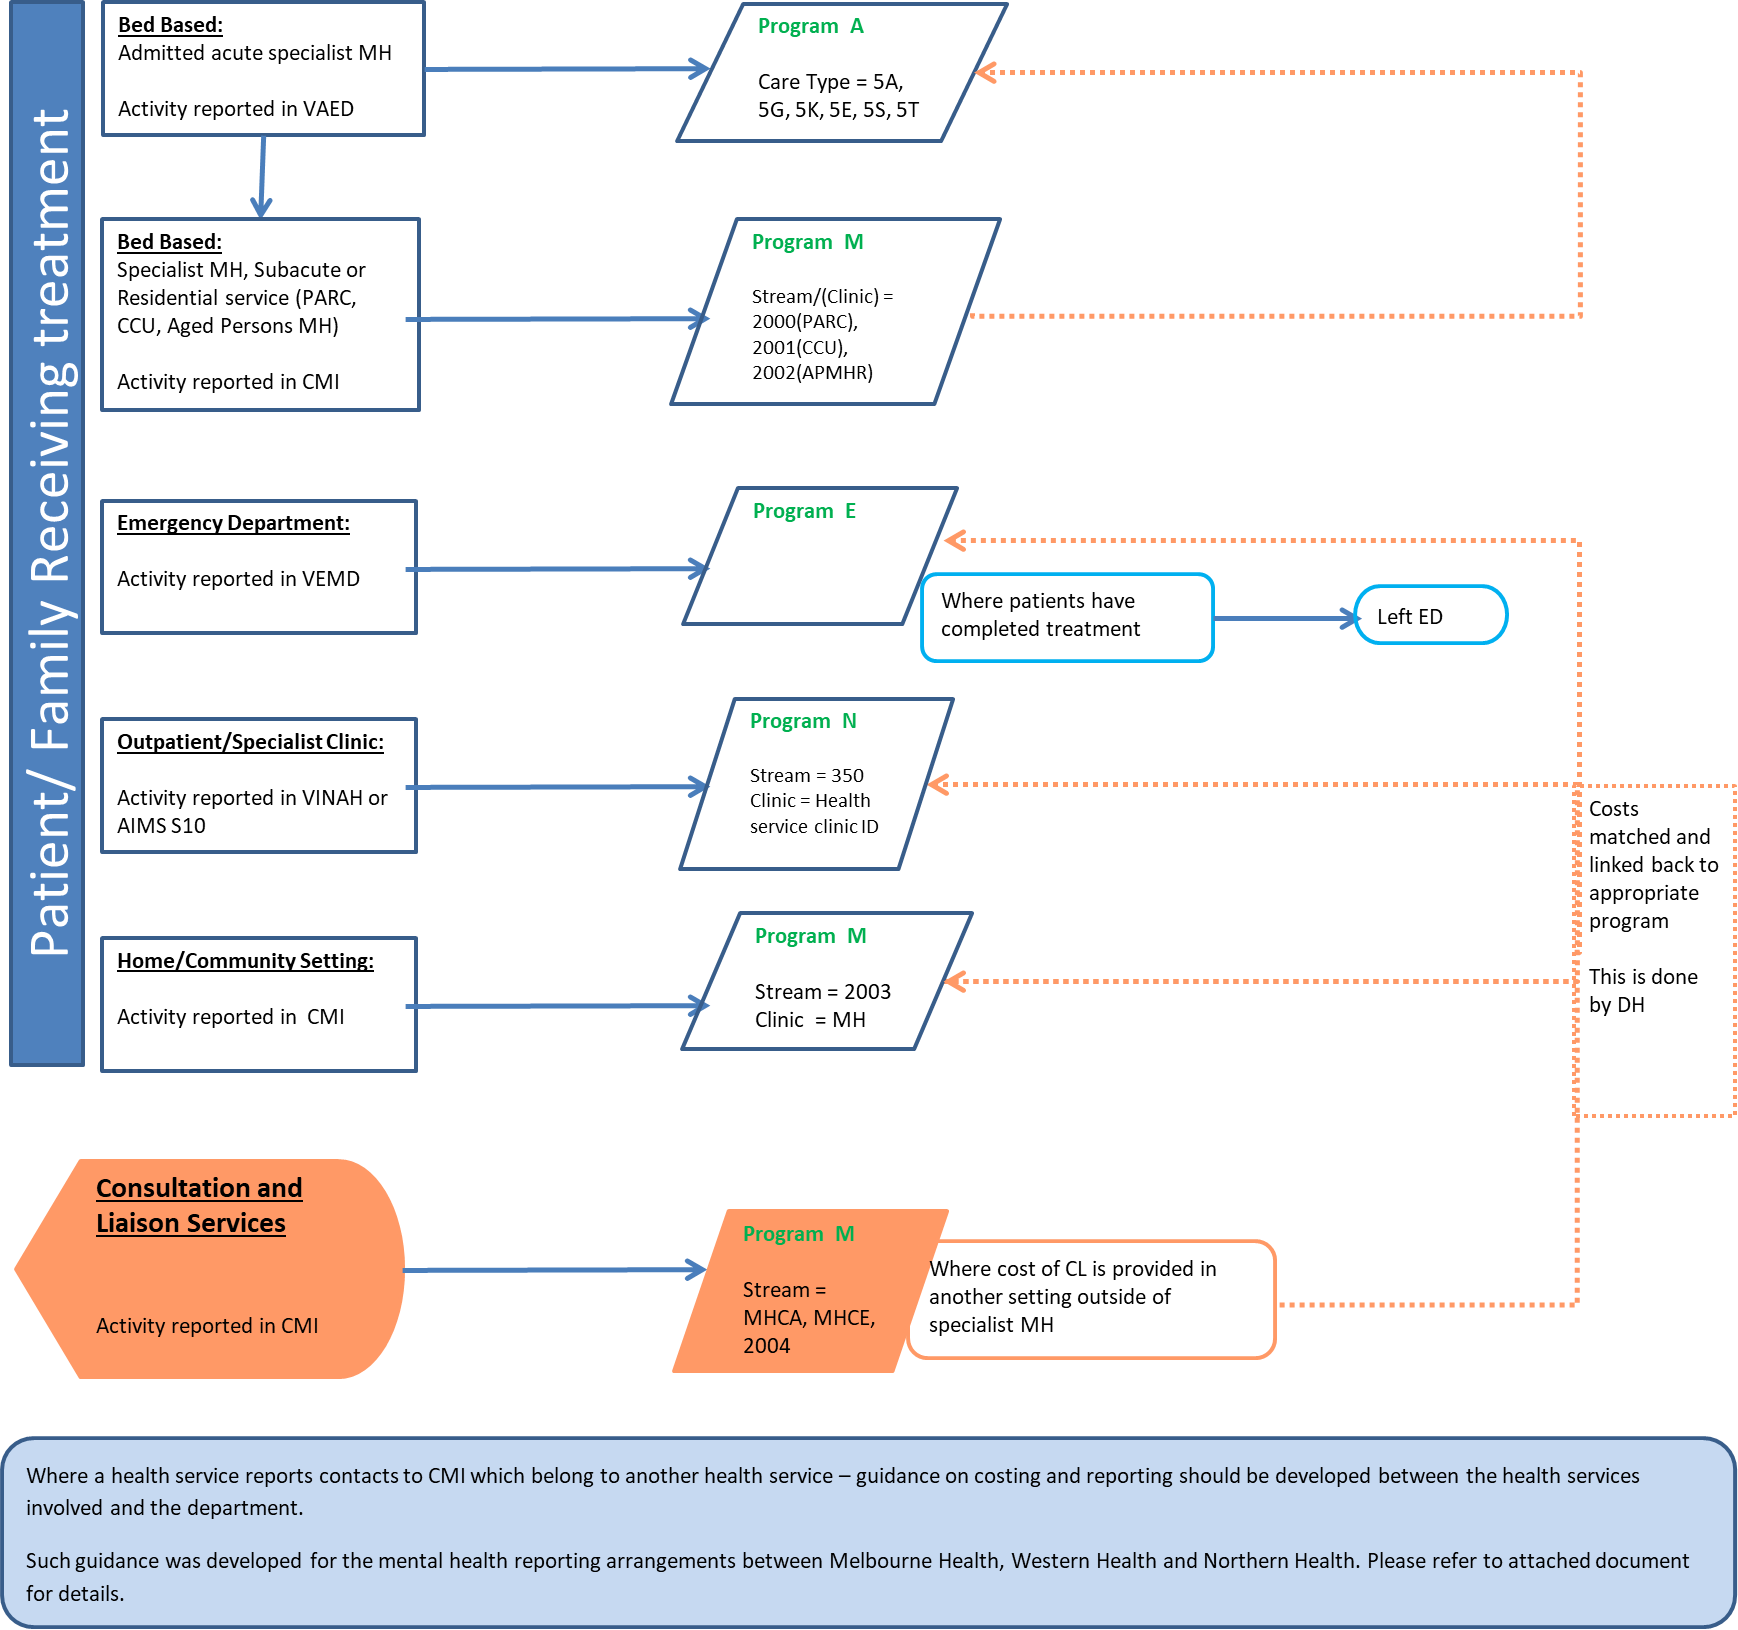 Patient/ Family Receiving treatment
Bed Based:
Admitted acute specialist MH
Activity reported in VAED
Program A
Care Type = 5A,
5G, 5K, 5E, 5S, 5T
Bed Based:
Specialist MH, Subacute or
Residential service (PARC,
CCU, Aged Persons MH)
Activity reported in CMI
Program M
Stream/(Clinic) =
2000(PARC),
2001(CCU),
2002(APMHR)
Emergency Department:
Activity reported in VEMD
Program E
Where patients have
completed treatment
Left ED
Outpatient/Specialist Clinic:
Activity reported in VINAH or
AIMS S10
Program N
Stream = 350
Clinic = Health
service clinic ID
Costs
matched and
linked back to
appropriate
program
This is done
by DH
Home/Community Setting:
Activity reported in CMI
Program M
Stream = 2003
Clinic = MH
Consultation and
Liaison Services
Activity reported in CMI
Program M
Stream =
MHCA, MHCE,
2004
Where cost of CL is provided in
another setting outside of
specialist MH
Where a health service reports contacts to CMI which belong to another health service – guidance on costing and reporting should be developed between the health services
involved and the department.
Such guidance was developed for the mental health reporting arrangements between Melbourne Health, Western Health and Northern Health. Please refer to attached document
for details.